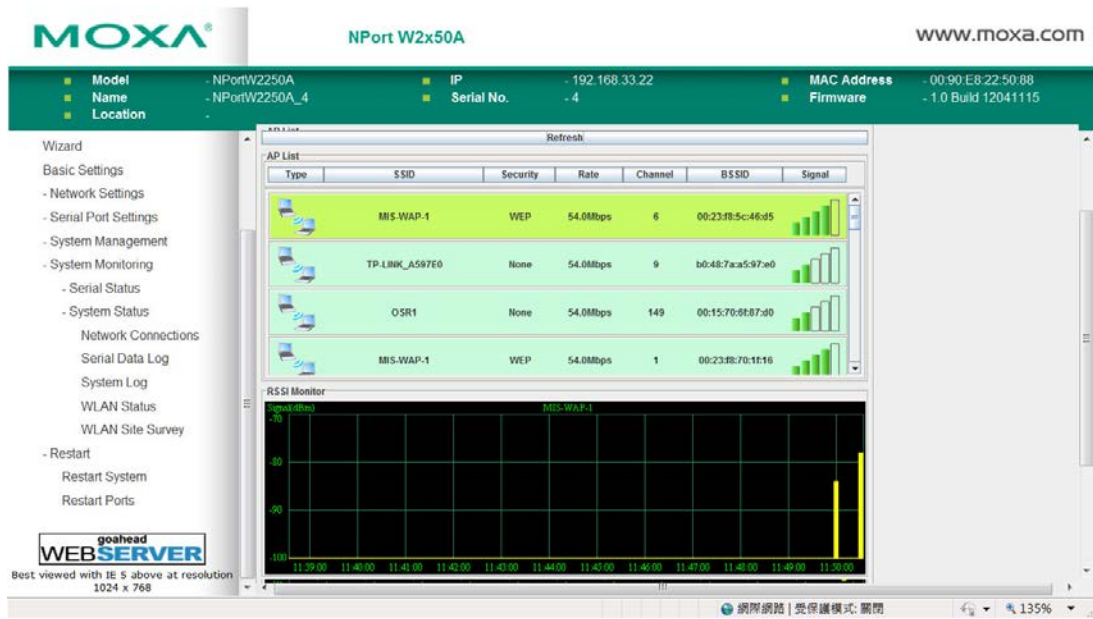 MOXA®
NPort W2x50A
www.moxa.com
Model - NPortW2250A
IP - 192.168.33.22
MAC Address - 00:90:E8:22:50:88
Name - NPortW2250A_4
Serial No. - 4
Firmware - 1.0 Build 12041115
Location -
Wizard
Basic Settings
- Network Settings
- Serial Port Settings
- System Management
- System Monitoring
- Serial Status
- System Status
Network Connections
Serial Data Log
System Log
WLAN Status
WLAN Site Survey
- Restart
Restart System
Restart Ports
goahead
WEBSERVER
Best viewed with IE 5 above at resolution
1024 x 768
AP List
Refresh
AP List
Type SSID Security Rate Channel BSSID Signal
MIS-WAP-1 WEP 54.0Mbps 6 00:23:f8:5c:46:d5
TP-LINK_A597E0 None 54.0Mbps 9 b0:48:7a:a5:97:e0
OSR1 None 54.0Mbps 149 00:15:70:6f:87:d0
MIS-WAP-1 WEP 54.0Mbps 1 00:23:f8:70:1f:16
RSSI Monitor
Signal(dBm) MIS-WAP-1
-70
-80
-90
-100
11:39:00 11:40:00 11:41:00 11:42:00 11:43:00 11:44:00 11:45:00 11:46:00 11:47:00 11:48:00 11:49:00 11:50:00
網際網路 | 受保護模式: 關閉
135%